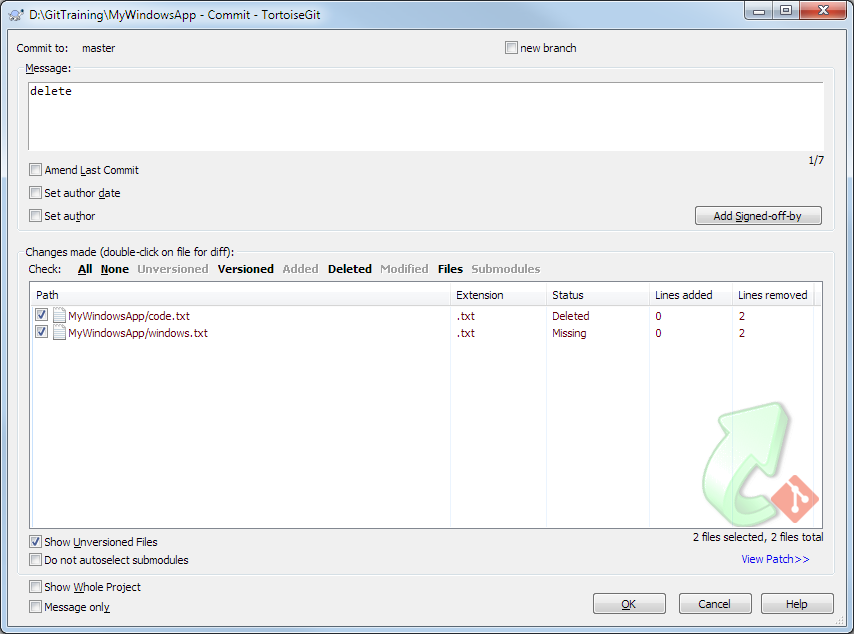 D:\GitTraining\MyWindowsApp - Commit - TortoiseGit
Commit to: master new branch
Message:
delete
1/7
Amend Last Commit
Set author date
Set author
Add Signed-off-by
Changes made (double-click on file for diff):
Check: All None Unversioned Versioned Added Deleted Modified Files Submodules
Path Extension Status Lines added Lines removed
MyWindowsApp/code.txt .txt Deleted 0 2
MyWindowsApp/windows.txt .txt Missing 0 2
Show Unversioned Files
2 files selected, 2 files total
Do not autoselect submodules
View Patch>>
Show Whole Project
Message only
OK Cancel Help